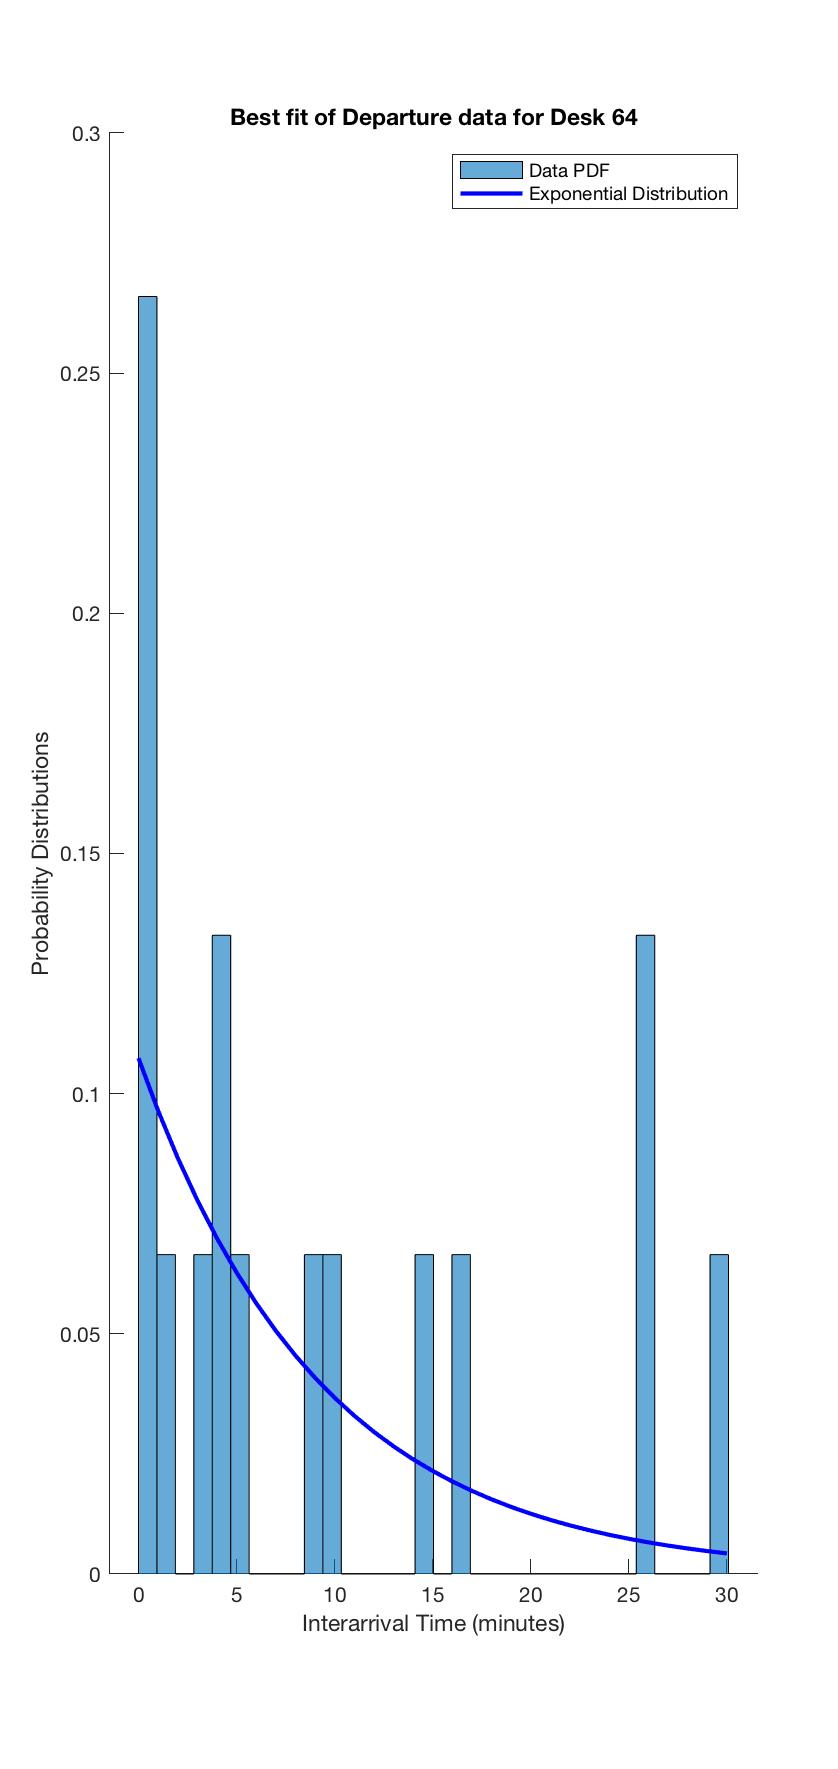 Best fit of Departure data for Desk 64
0.3
Data PDF
Exponential Distribution
0.25
0.2
0.15
0.1
0.05
0
Probability Distributions
0 5 10 15 20 25 30
Interarrival Time (minutes)